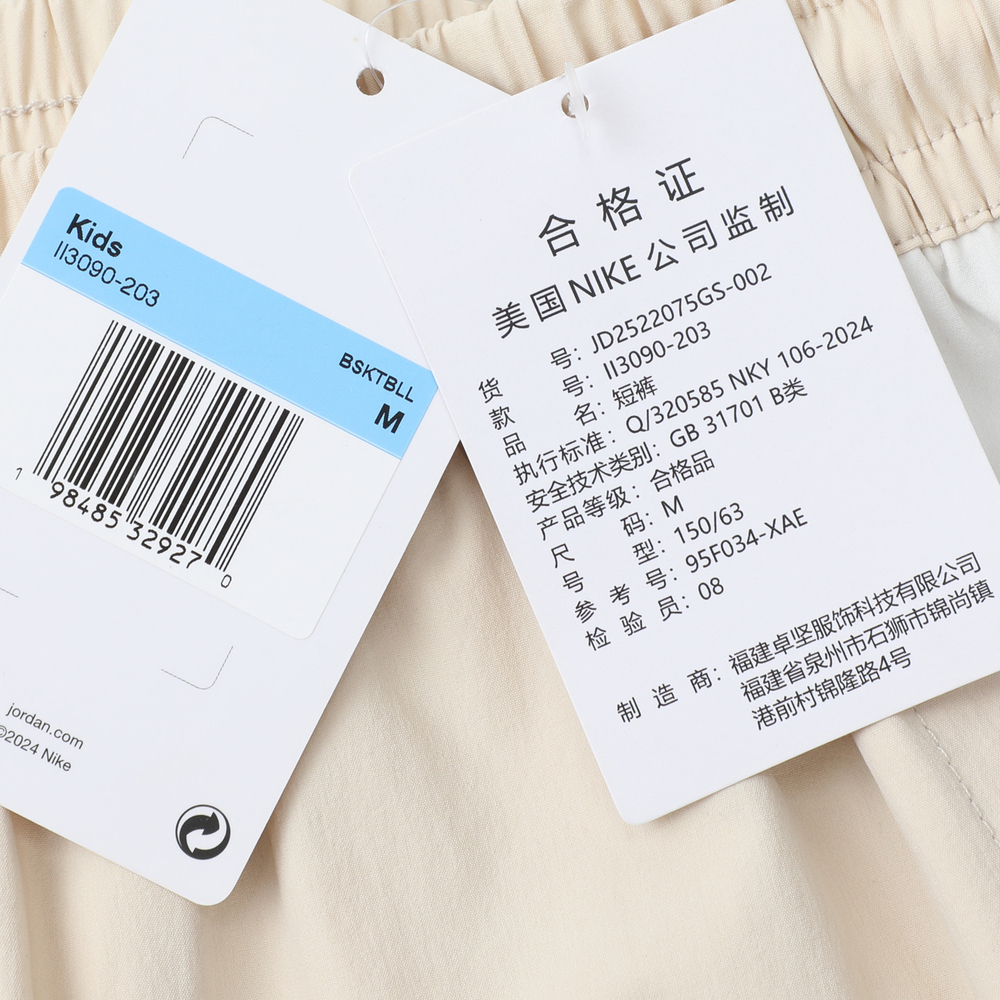 Kids
II3090-203
BSKTBLL
M
1 98485 32927 0
jordan.com
©2024 Nike
合格证
美国NIKE公司监制
货号：JD2522075GS-002
款号：II3090-203
品名：短裤
执行标准：Q/320585 NKY 106-2024
安全技术类别：GB 31701 B类
产品等级：合格品
尺码：M
号型：150/63
参考号：95F034-XAE
检验员：08
制造商：福建卓坚服饰科技有限公司
福建省泉州市石狮市锦尚镇
港前村锦隆路4号